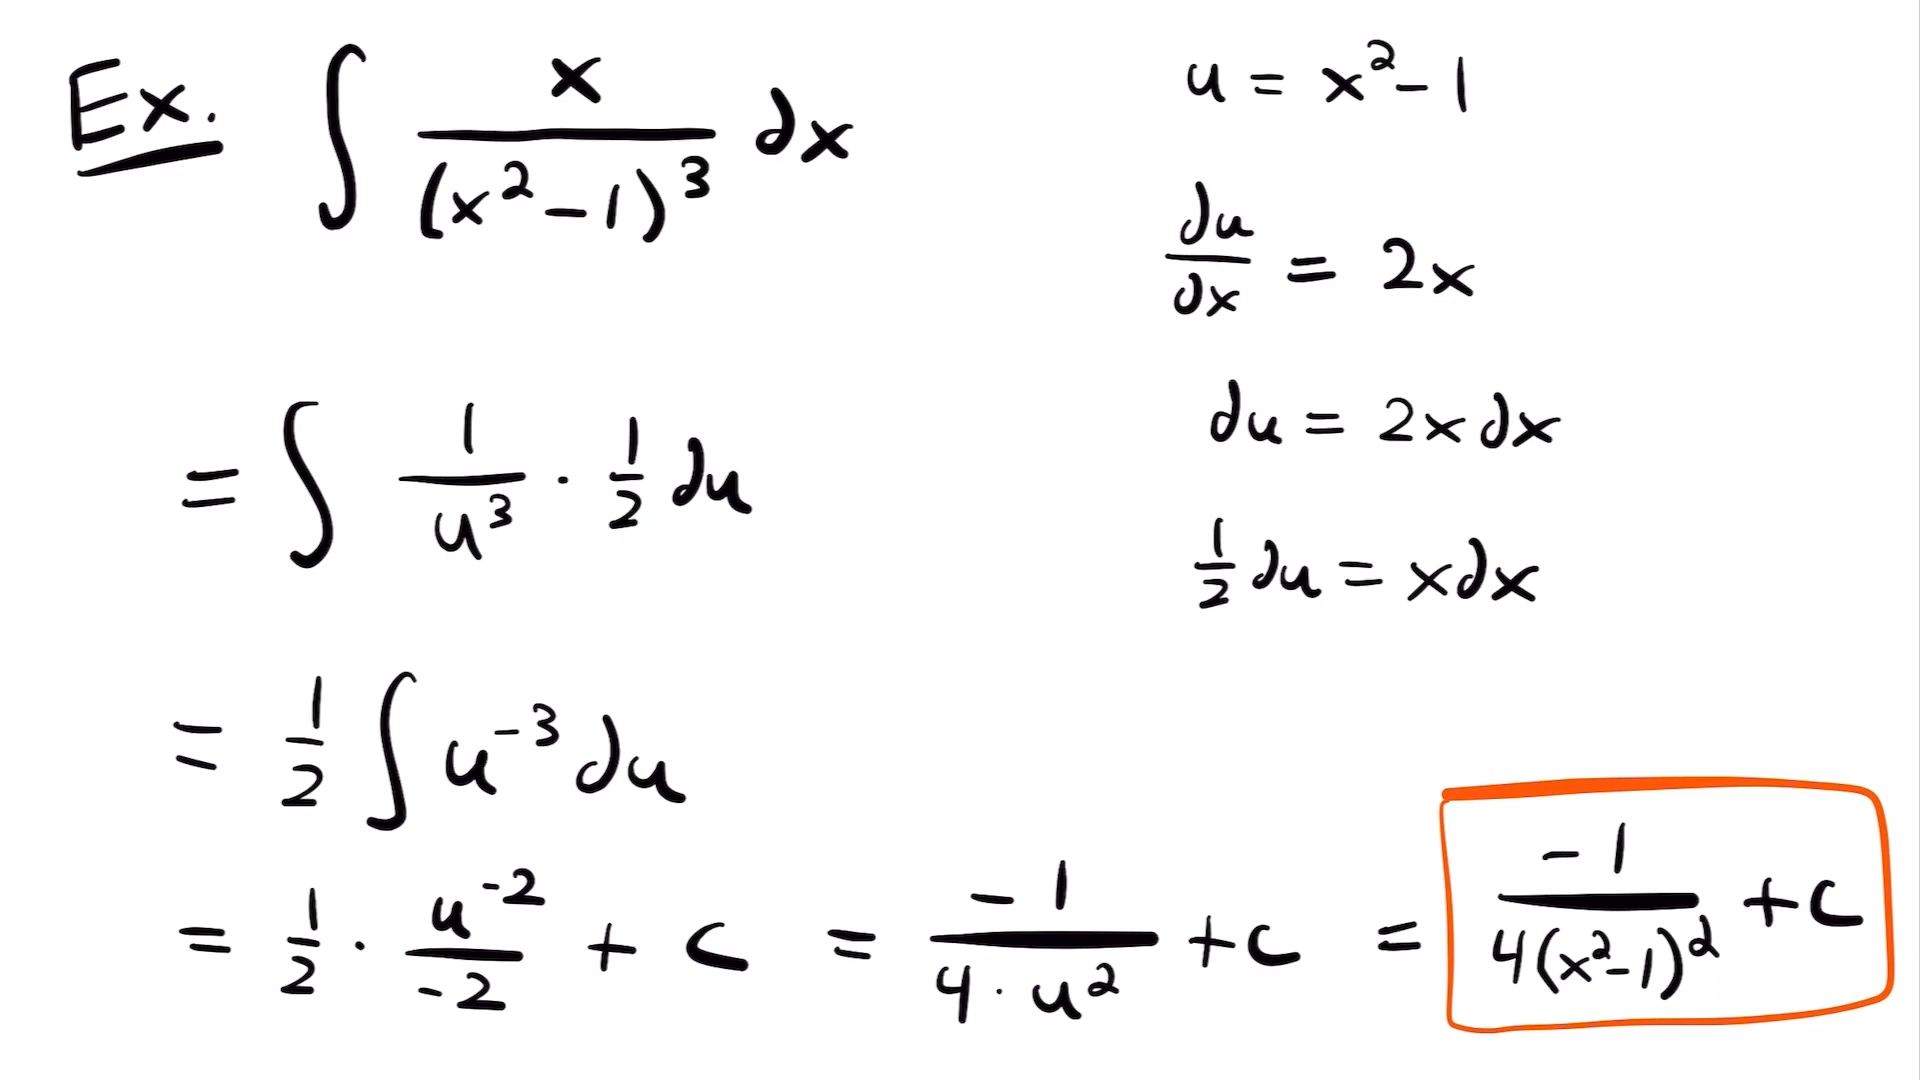 Ex. ∫ x/(x²-1)³ dx
u = x²-1
du/dx = 2x
du = 2x dx
½ du = x dx
= ∫ 1/u³ · ½ du
= ½ ∫ u⁻³ du
= ½ · u⁻²/-2 + C = -1/(4·u²) + C = -1/(4(x²-1)²) + C